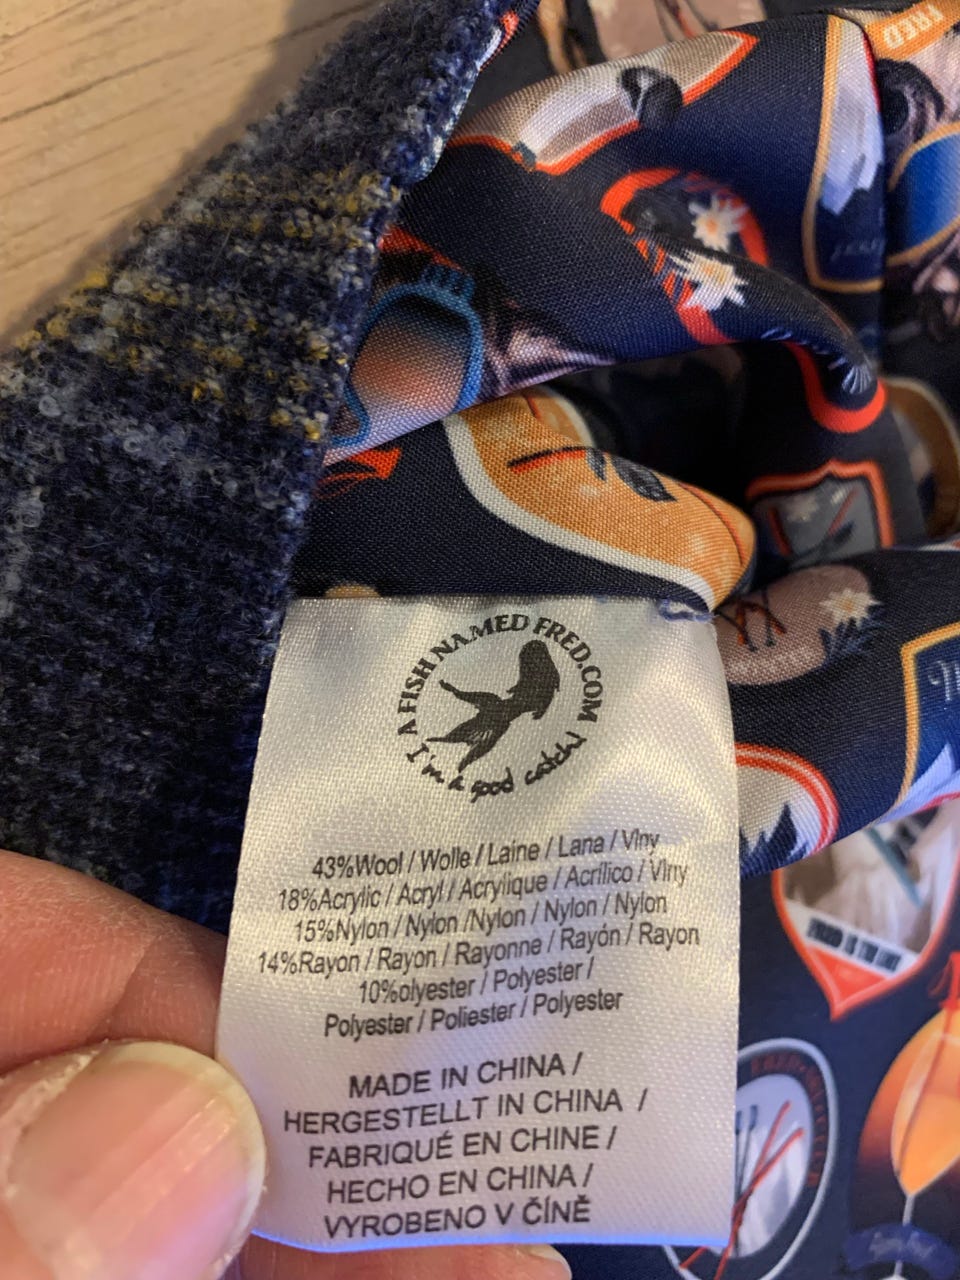 FRED
A FISH NAMED FRED.COM
I'm a good catch!
43%Wool / Wolle / Laine / Lana / Vlny
18%Acrylic / Acryl / Acrylique / Acrílico / Vlny
15%Nylon / Nylon /Nylon / Nylon / Nylon
14%Rayon / Rayon / Rayonne / Rayón / Rayon
10%olyester / Polyester /
Polyester / Poliester / Polyester
MADE IN CHINA /
HERGESTELLT IN CHINA /
FABRIQUÉ EN CHINE /
HECHO EN CHINA /
VYROBENO V ČÍNĚ